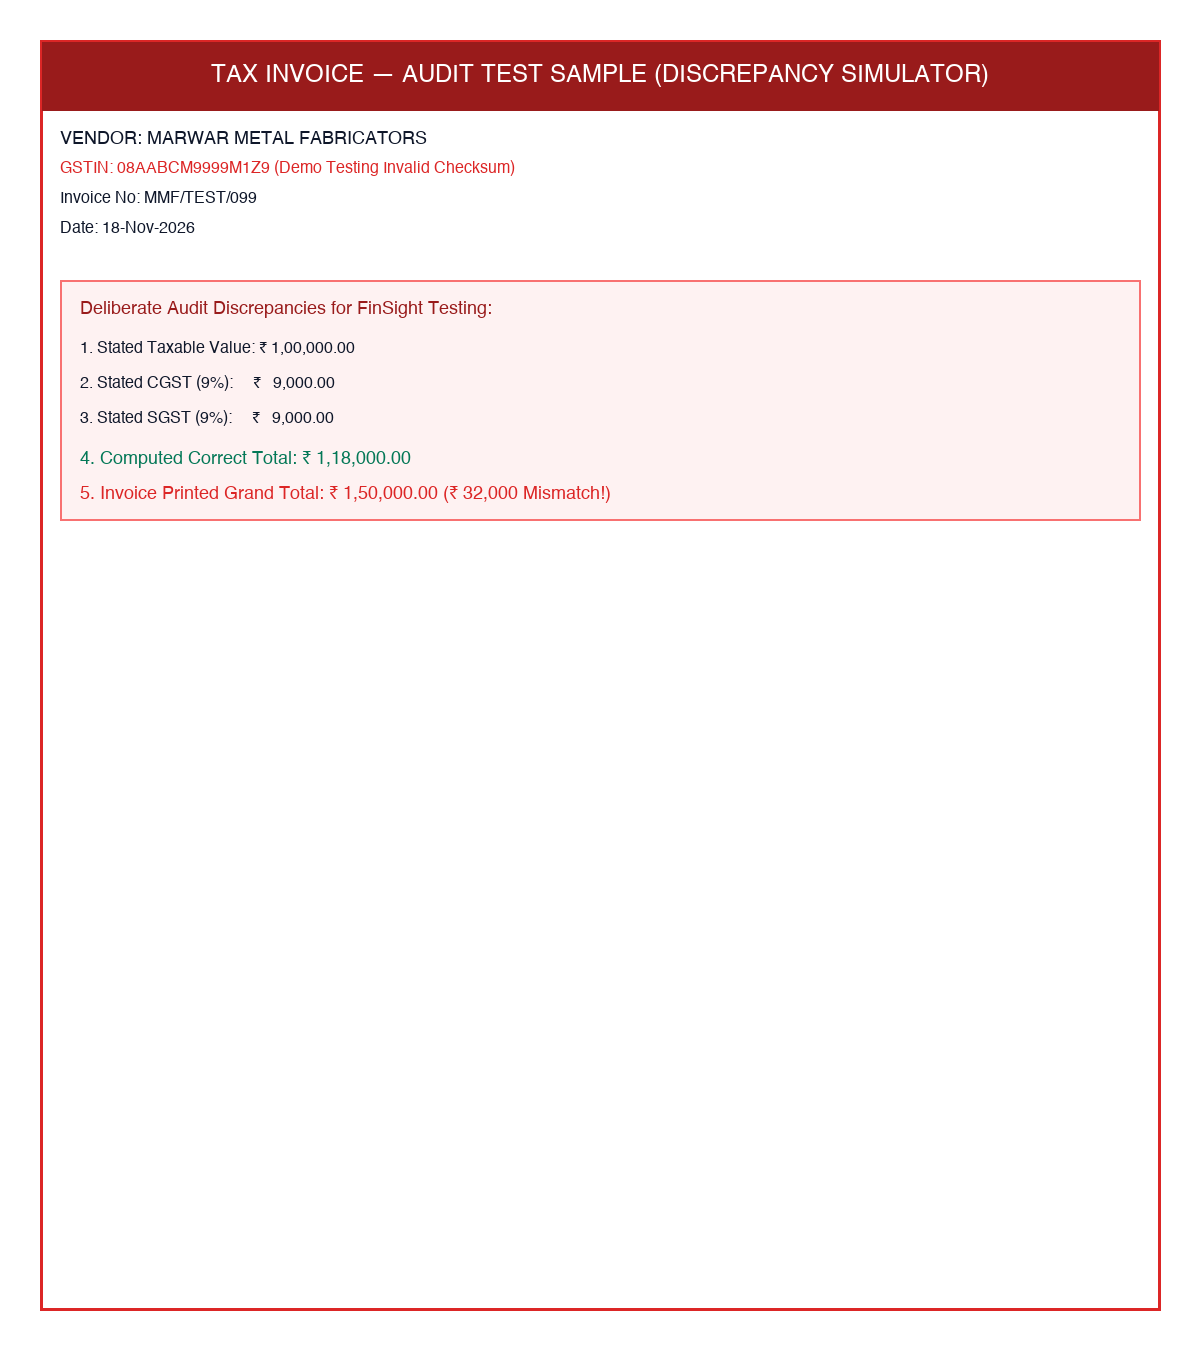 TAX INVOICE — AUDIT TEST SAMPLE (DISCREPANCY SIMULATOR)
VENDOR: MARWAR METAL FABRICATORS
GSTIN: 08AABCM9999M1Z9 (Demo Testing Invalid Checksum)
Invoice No: MMF/TEST/099
Date: 18-Nov-2026
Deliberate Audit Discrepancies for FinSight Testing:
1. Stated Taxable Value: ₹ 1,00,000.00
2. Stated CGST (9%): ₹ 9,000.00
3. Stated SGST (9%): ₹ 9,000.00
4. Computed Correct Total: ₹ 1,18,000.00
5. Invoice Printed Grand Total: ₹ 1,50,000.00 (₹ 32,000 Mismatch!)